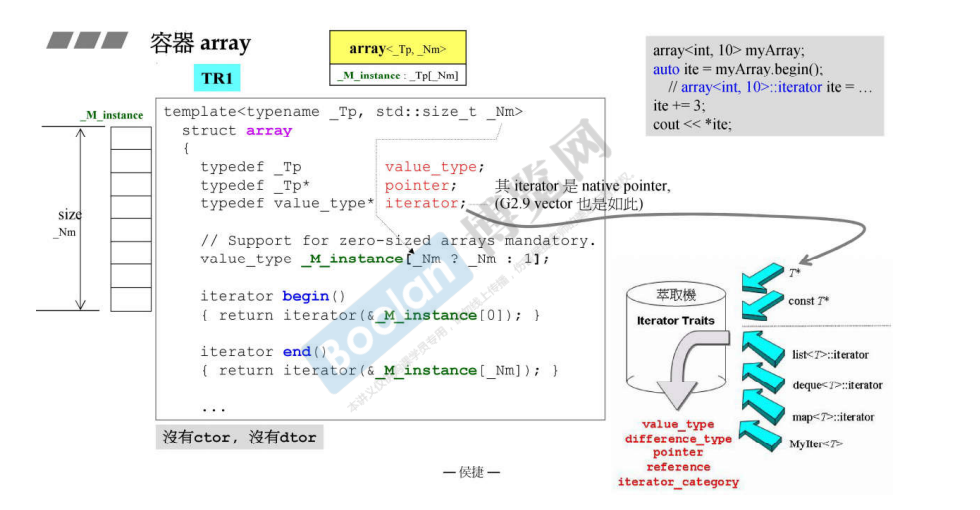 容器 array
TR1
array<_Tp, _Nm>
_M_instance : _Tp[_Nm]
array<int, 10> myArray;
auto ite = myArray.begin();
// array<int, 10>::iterator ite = …
ite += 3;
cout << *ite;
_M_instance
size
_Nm
template<typename _Tp, std::size_t _Nm>
struct array
{
typedef _Tp value_type;
typedef _Tp* pointer;
typedef value_type* iterator;
其 iterator 是 native pointer,
(G2.9 vector 也是如此)
// Support for zero-sized arrays mandatory.
value_type _M_instance[_Nm ? _Nm : 1];
iterator begin()
{ return iterator(&_M_instance[0]); }
iterator end()
{ return iterator(&_M_instance[_Nm]); }
...
沒有ctor, 沒有dtor
萃取機
Iterator Traits
T*
const T*
list<T>::iterator
deque<T>::iterator
map<T>::iterator
MyIter<T>
value_type
difference_type
pointer
reference
iterator_category
— 侯捷 —
Boolan 博览网